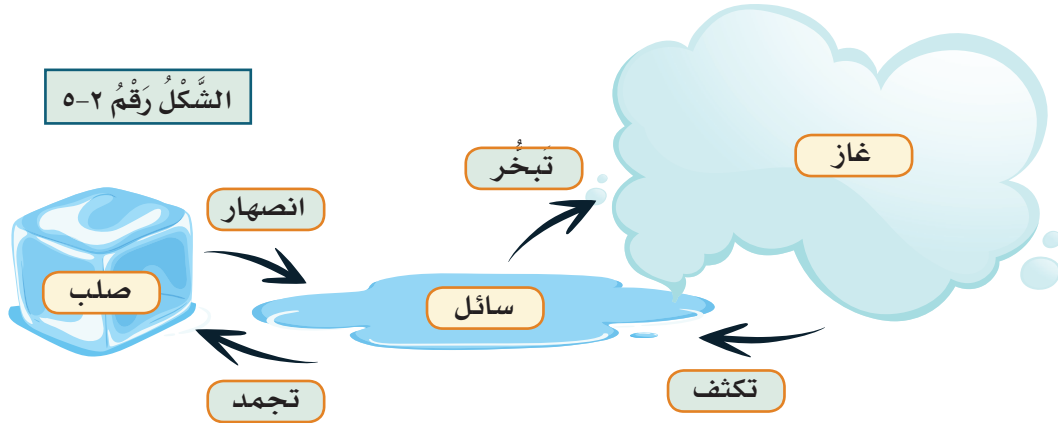 الشَّكْلُ رَقْمُ ٢-٥
غاز
تَبخُّر
انصهار
صلب
سائل
تكثف
تجمد